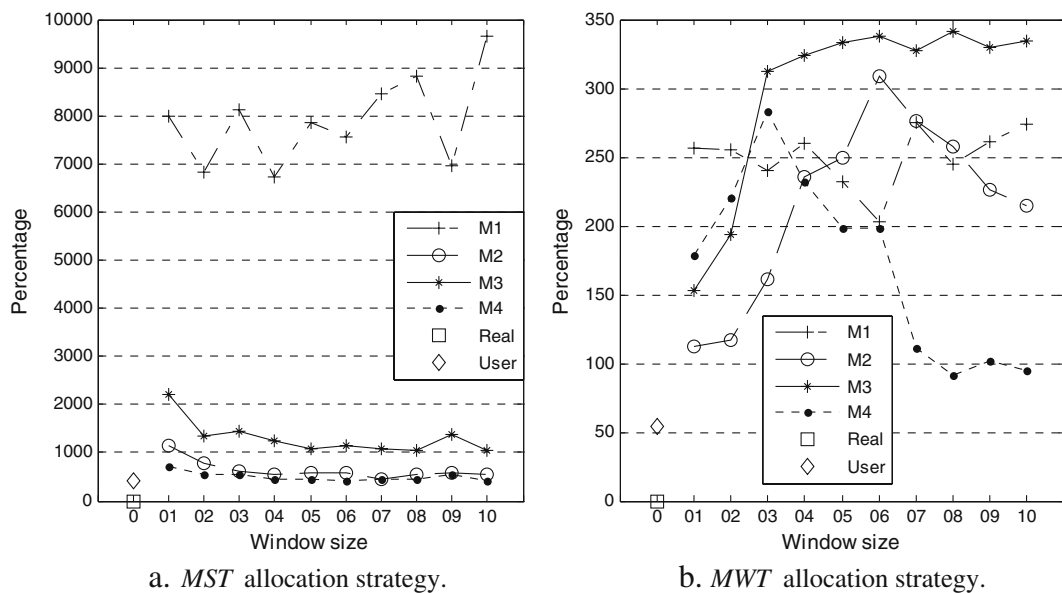 10000
9000
8000
7000
6000
5000
4000
3000
2000
1000
0
Percentage
M1
M2
M3
M4
Real
User
0 01 02 03 04 05 06 07 08 09 10
Window size
a. MST allocation strategy.
350
300
250
200
150
100
50
0
Percentage
M1
M2
M3
M4
Real
User
0 01 02 03 04 05 06 07 08 09 10
Window size
b. MWT allocation strategy.